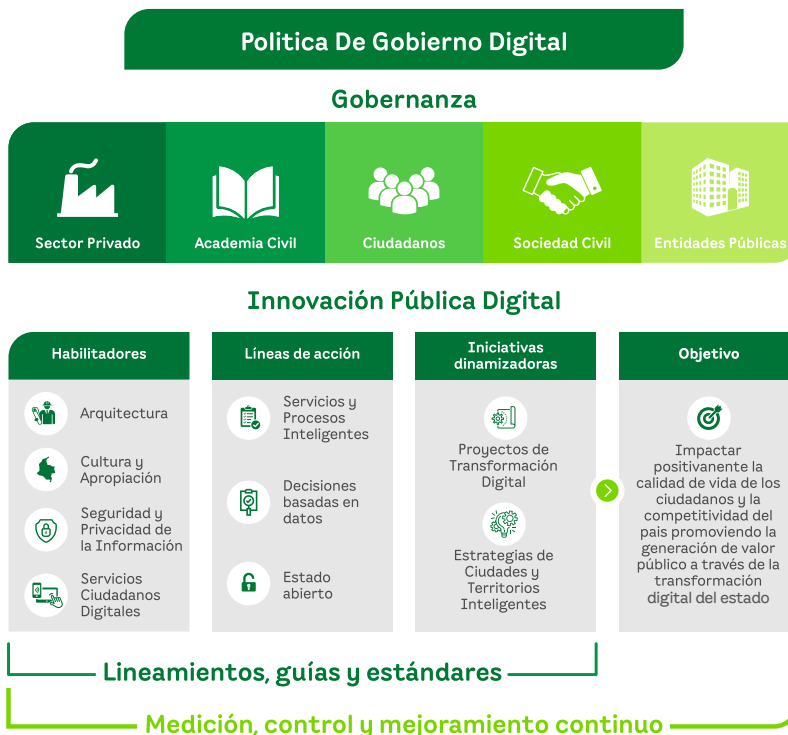 Politica De Gobierno Digital
Gobernanza
Sector Privado
Academia Civil
Ciudadanos
Sociedad Civil
Entidades Públicas
Innovación Pública Digital
Habilitadores
Arquitectura
Cultura y
Apropiación
Seguridad y
Privacidad de
la Información
Servicios
Ciudadanos
Digitales
Líneas de acción
Servicios y
Procesos
Inteligentes
Decisiones
basadas en
datos
Estado
abierto
Iniciativas
dinamizadoras
Proyectos de
Transformación
Digital
Estrategias de
Ciudades y
Territorios
Inteligentes
Objetivo
Impactar
positivanente la
calidad de vida de los
ciudadanos y la
competitividad del
pais promoviendo la
generación de valor
público a través de la
transformación
digital del estado
Lineamientos, guías y estándares
Medición, control y mejoramiento continuo